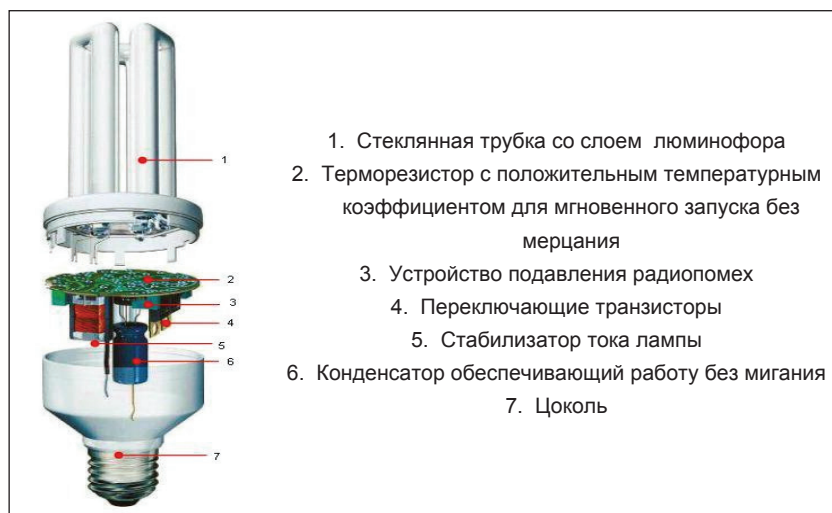 1. Стеклянная трубка со слоем люминофора
2. Терморезистор с положительным температурным
коэффициентом для мгновенного запуска без
мерцания
3. Устройство подавления радиопомех
4. Переключающие транзисторы
5. Стабилизатор тока лампы
6. Конденсатор обеспечивающий работу без мигания
7. Цоколь
1
2
3
4
5
6
7